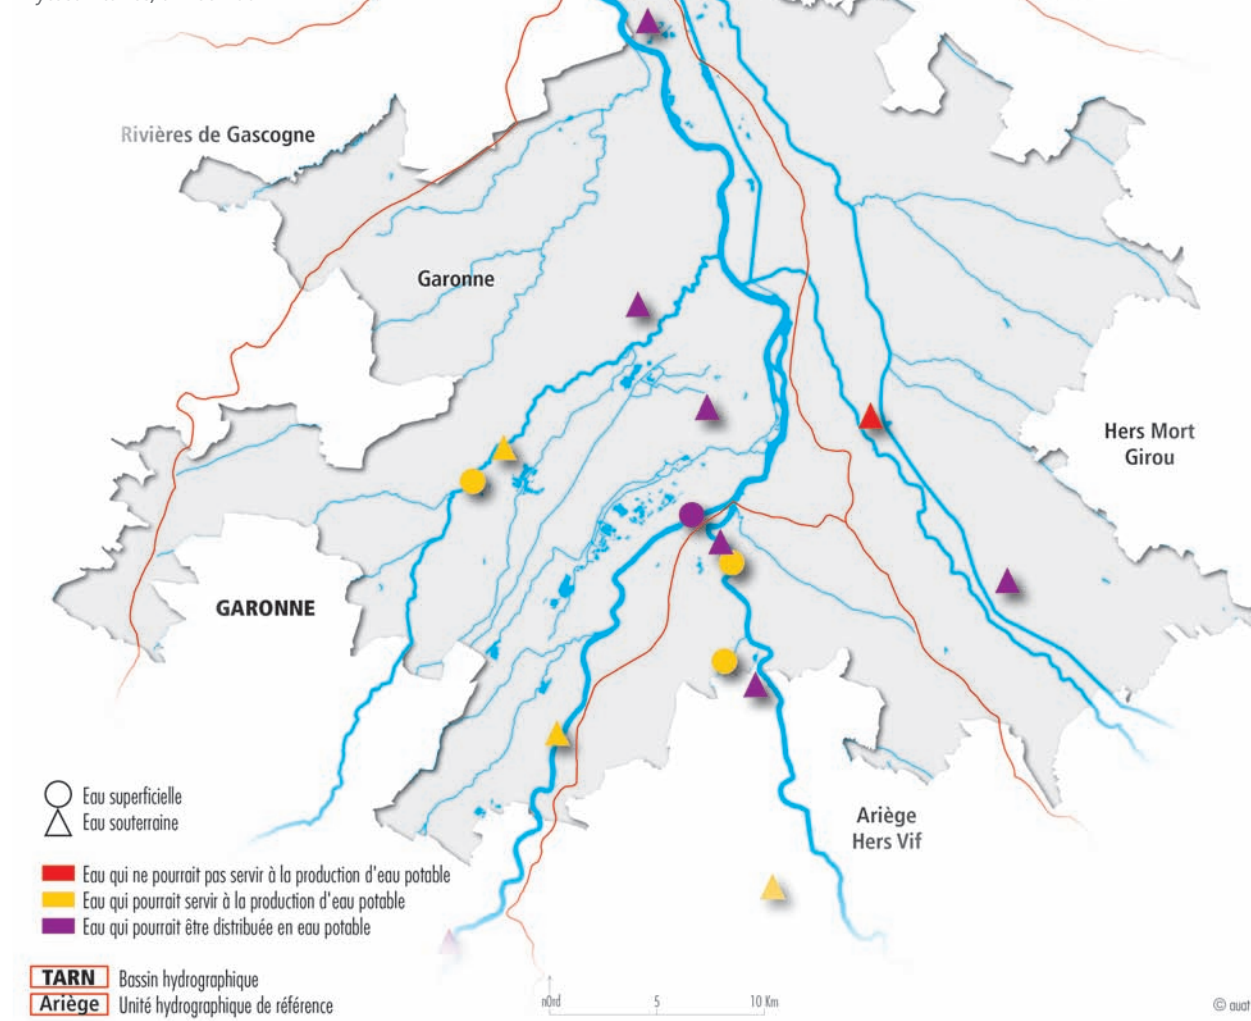 Rivières de Gascogne
Garonne
Hers Mort
Girou
GARONNE
Ariège
Hers Vif
Eau superficielle
Eau souterraine
Eau qui ne pourrait pas servir à la production d'eau potable
Eau qui pourrait servir à la production d'eau potable
Eau qui pourrait être distribuée en eau potable
TARN Bassin hydrographique
Ariège Unité hydrographique de référence
nOrd 5 10 Km
© auat